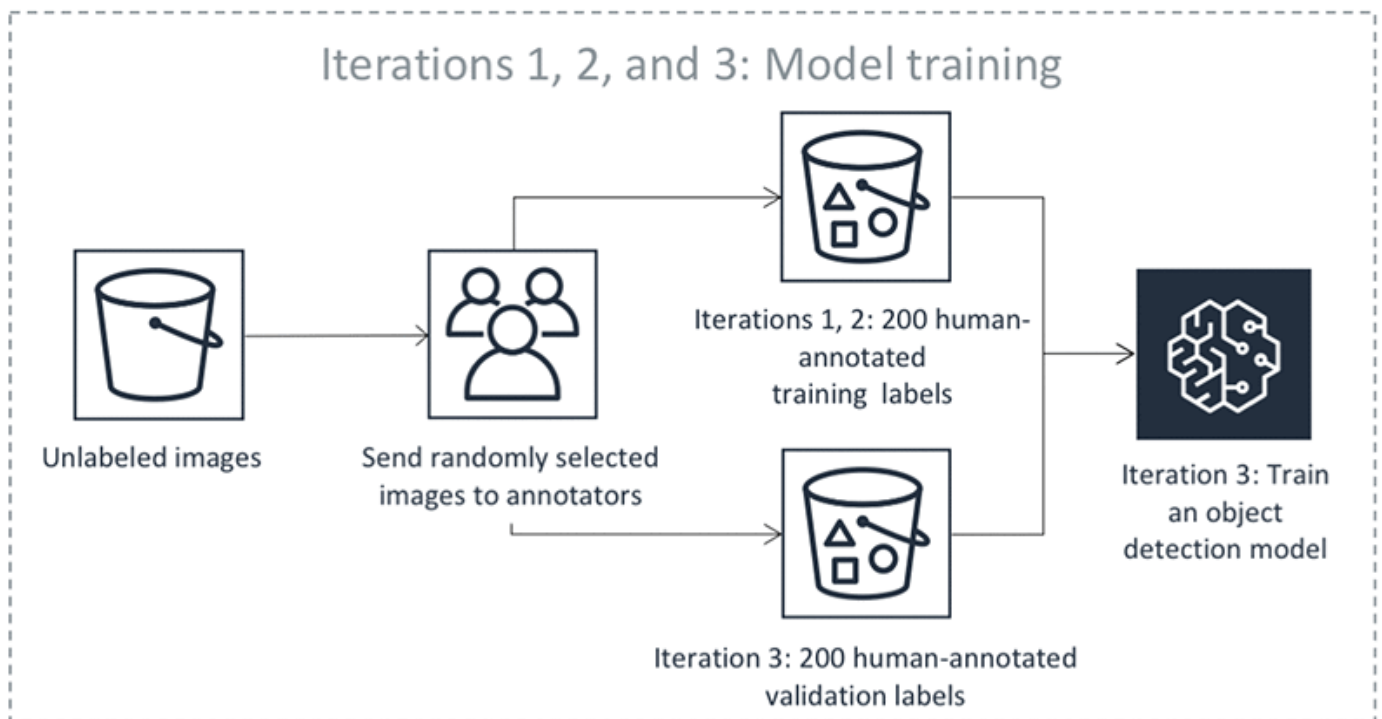 Iterations 1, 2, and 3: Model training
Iterations 1, 2: 200 human-
annotated
training labels
Unlabeled images
Send randomly selected
images to annotators
Iteration 3: Train
an object
detection model
Iteration 3: 200 human-annotated
validation labels